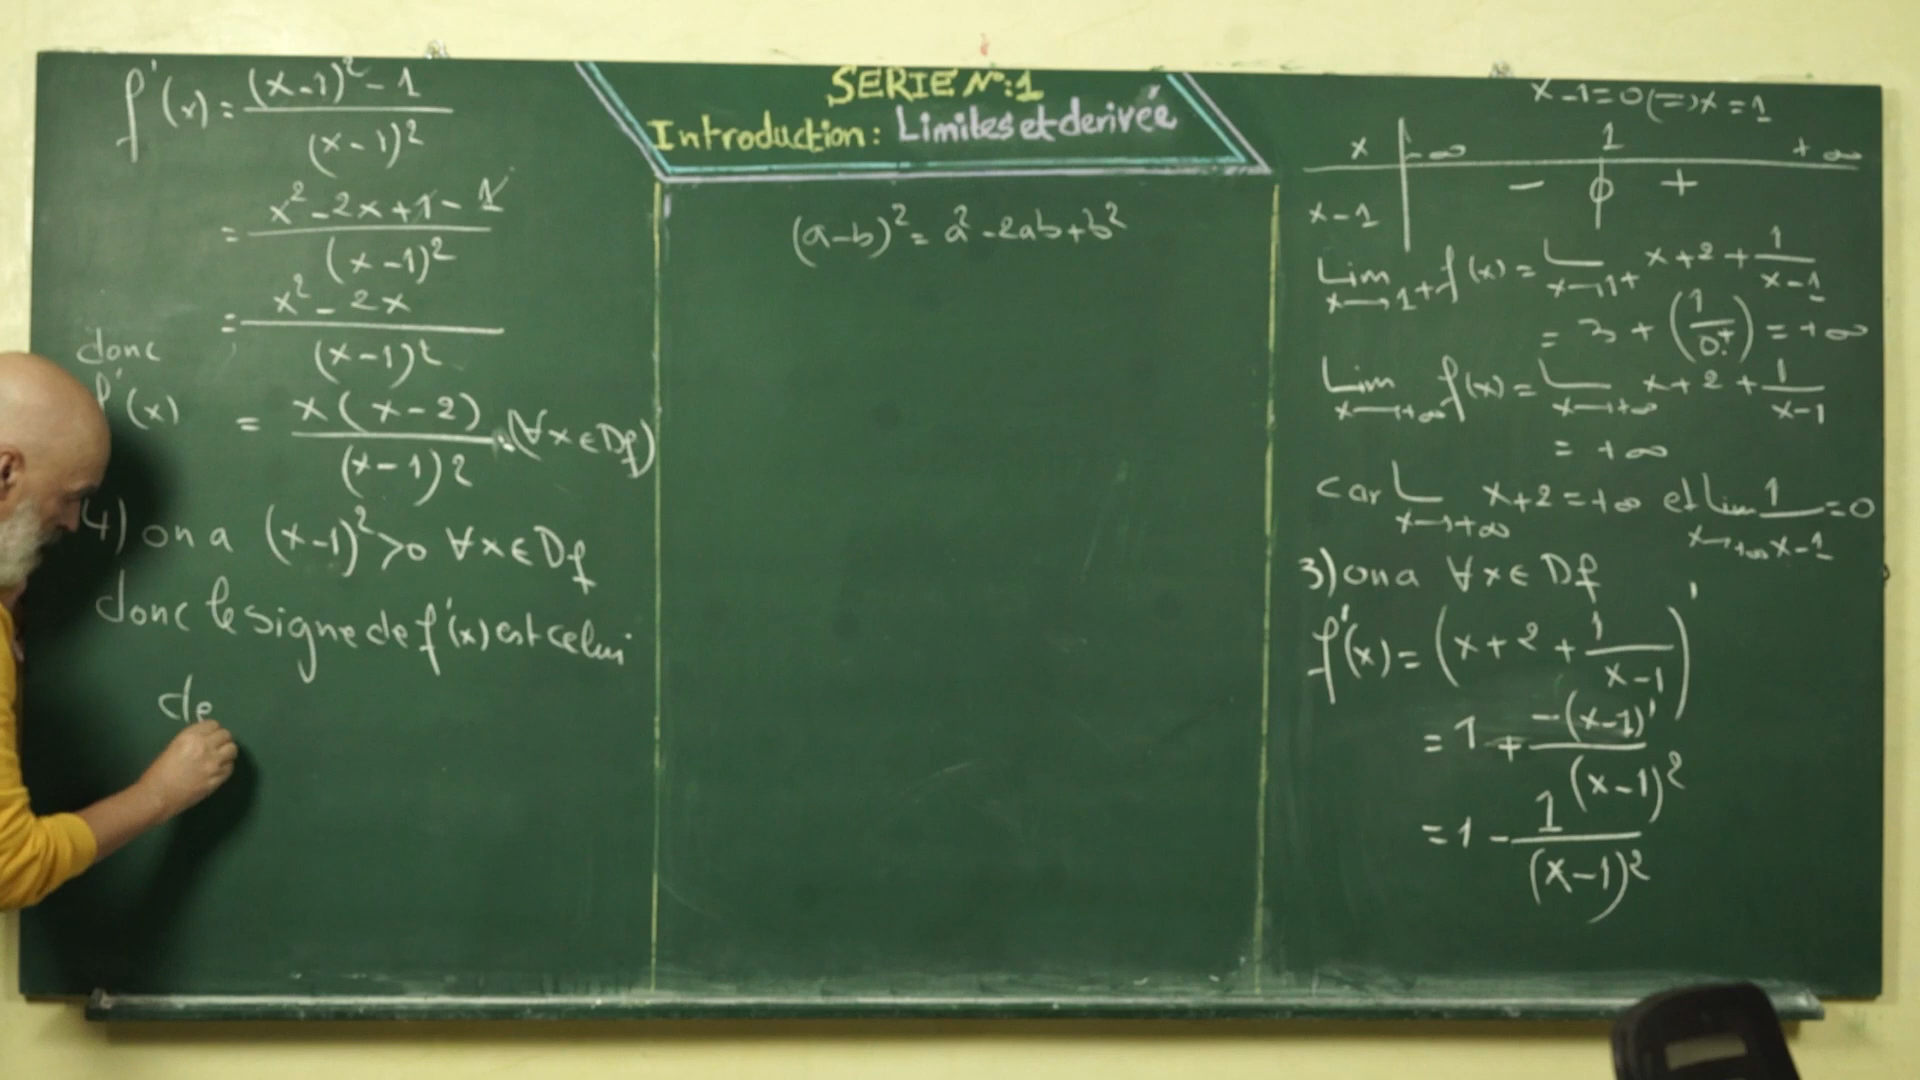 SERIE N°:1
Introduction: Limites et derivée
f'(x) = ((x-1)² - 1) / (x-1)²
= (x² - 2x + 1 - 1) / (x-1)²
= (x² - 2x) / (x-1)²
donc
f'(x) = x(x-2) / (x-1)² . (∀x∈Df)
4) on a (x-1)² > 0 ∀x∈Df
donc le signe de f'(x) est celui
de
(a-b)² = a² - 2ab + b²
x-1=0 (=) x=1
x | -∞ 1 +∞
x-1 | - 0 +
Lim x→1+ f(x) = L x→1+ x+2+ 1/(x-1)
= 3 + (1/0+) = +∞
Lim x→+∞ f(x) = L x→+∞ x+2+ 1/(x-1)
= +∞
car L x→+∞ x+2=+∞ et Lim x→+∞ 1/(x-1) =0
3) on a ∀x∈Df
f'(x) = (x+2+ 1/(x-1))'
= 1 + -(x-1)' / (x-1)²
= 1 - 1/(x-1)²